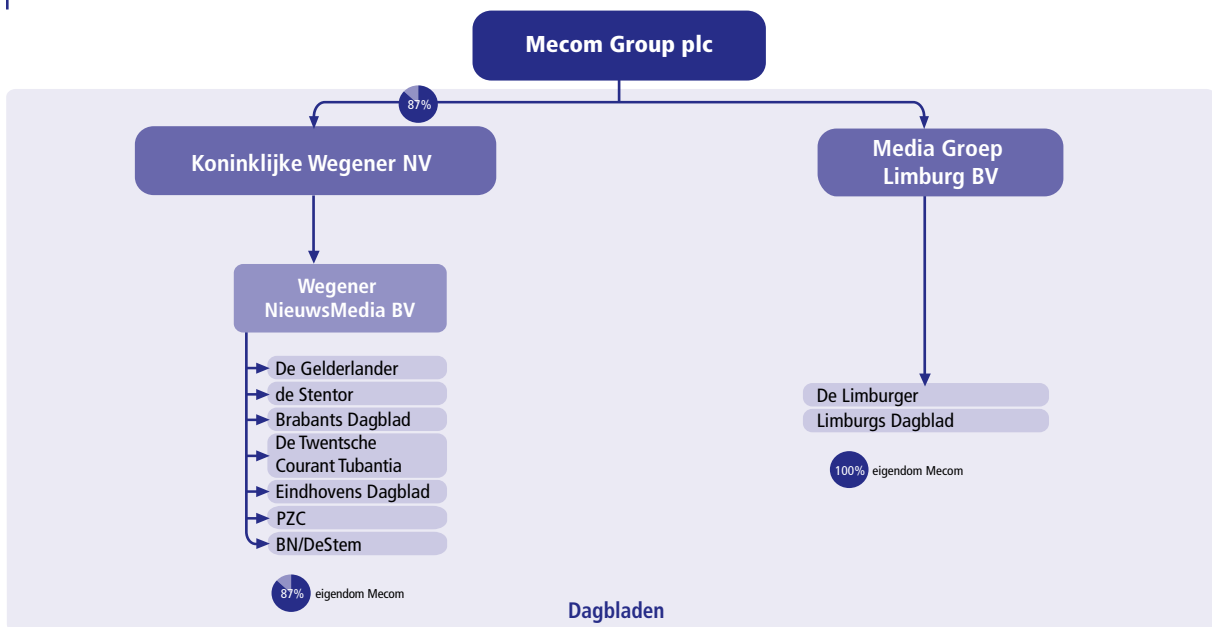 Mecom Group plc
87%
Koninklijke Wegener NV
Media Groep
Limburg BV
Wegener
NieuwsMedia BV
De Gelderlander
de Stentor
Brabants Dagblad
De Twentsche
Courant Tubantia
Eindhovens Dagblad
PZC
BN/DeStem
87% eigendom Mecom
De Limburger
Limburgs Dagblad
100% eigendom Mecom
Dagbladen